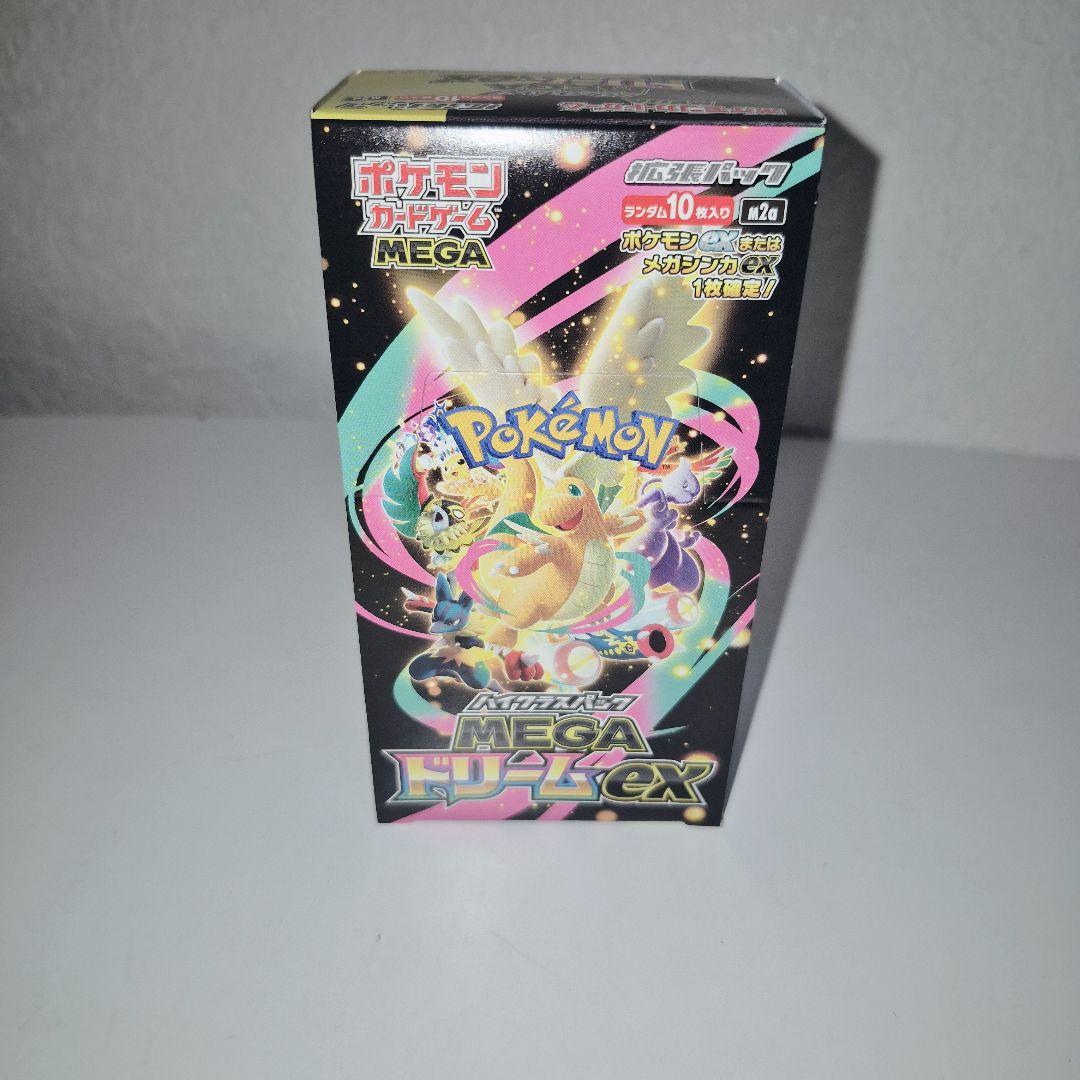 ポケモン
カードゲーム
MEGA
拡張パック
ランダム10枚入り M2a
ポケモンexまたは
メガシンカex
1枚確定!
POKéMON
TM
ハイクラスパック
MEGA
ドリームex